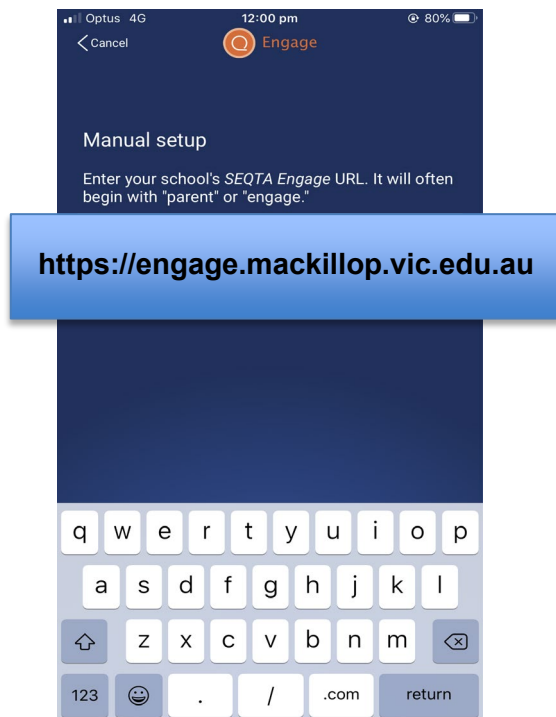 Optus 4G 12:00 pm 80%
Cancel Engage
Manual setup
Enter your school's SEQTA Engage URL. It will often
begin with "parent" or "engage."
https://engage.mackillop.vic.edu.au
q w e r t y u i o p
a s d f g h j k l
z x c v b n m
123 . / .com return